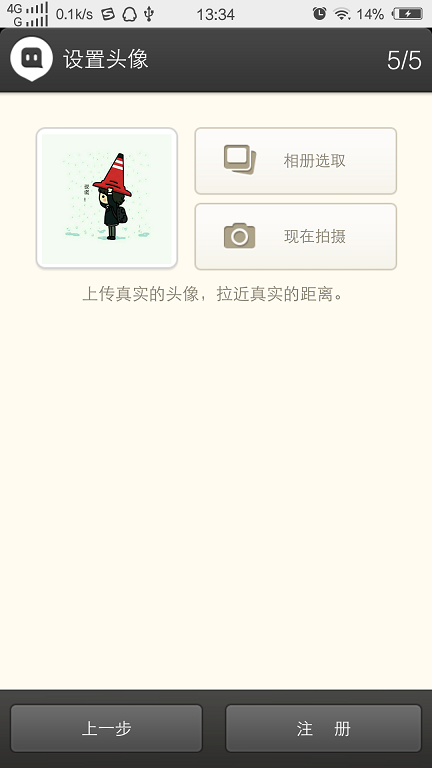 4G
G
0.1k/s
13:34
14%
设置头像
5/5
相册选取
现在拍摄
上传真实的头像，拉近真实的距离。
上一步
注 册